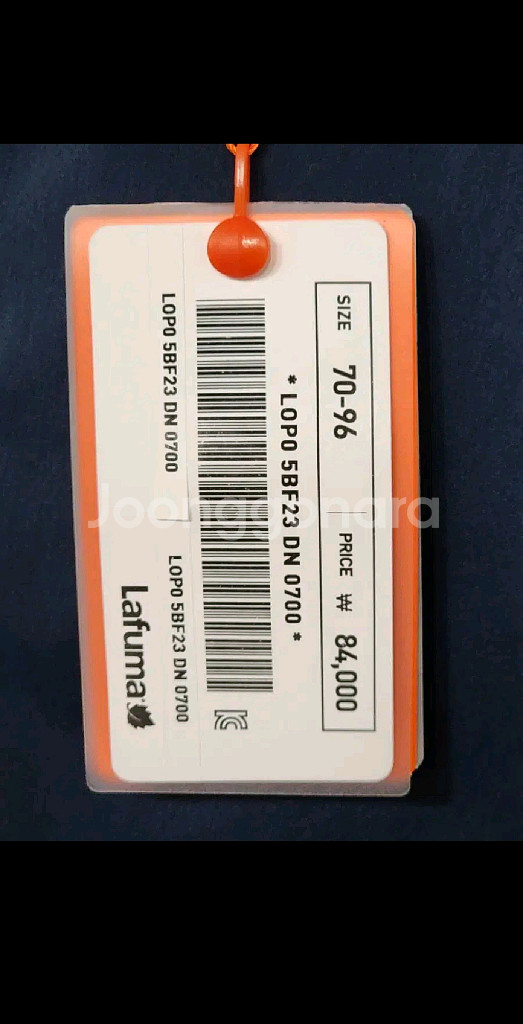 SIZE 70-96 PRICE ₩ 84,000
* LOPO 5BF23 DN 0700 *
LOPO 5BF23 DN 0700 LOPO 5BF23 DN 0700
Lafuma
Joonggonara